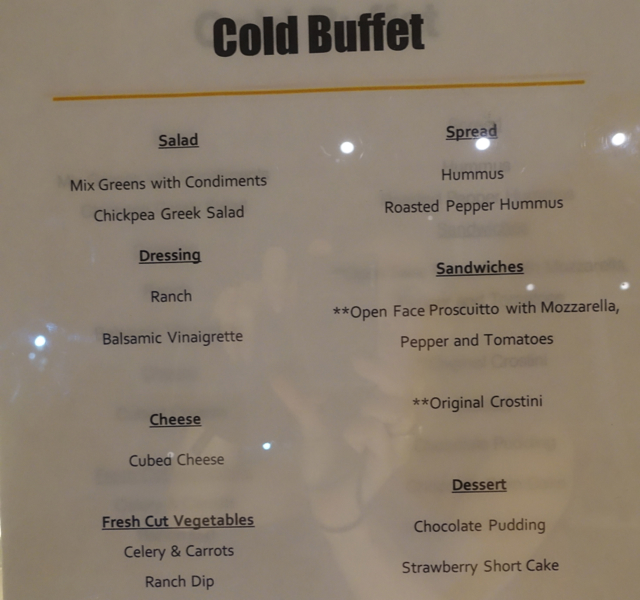 Cold Buffet
Salad
Mix Greens with Condiments
Chickpea Greek Salad
Dressing
Ranch
Balsamic Vinaigrette
Cheese
Cubed Cheese
Fresh Cut Vegetables
Celery & Carrots
Ranch Dip
Spread
Hummus
Roasted Pepper Hummus
Sandwiches
**Open Face Proscuitto with Mozzarella,
Pepper and Tomatoes
**Original Crostini
Dessert
Chocolate Pudding
Strawberry Short Cake